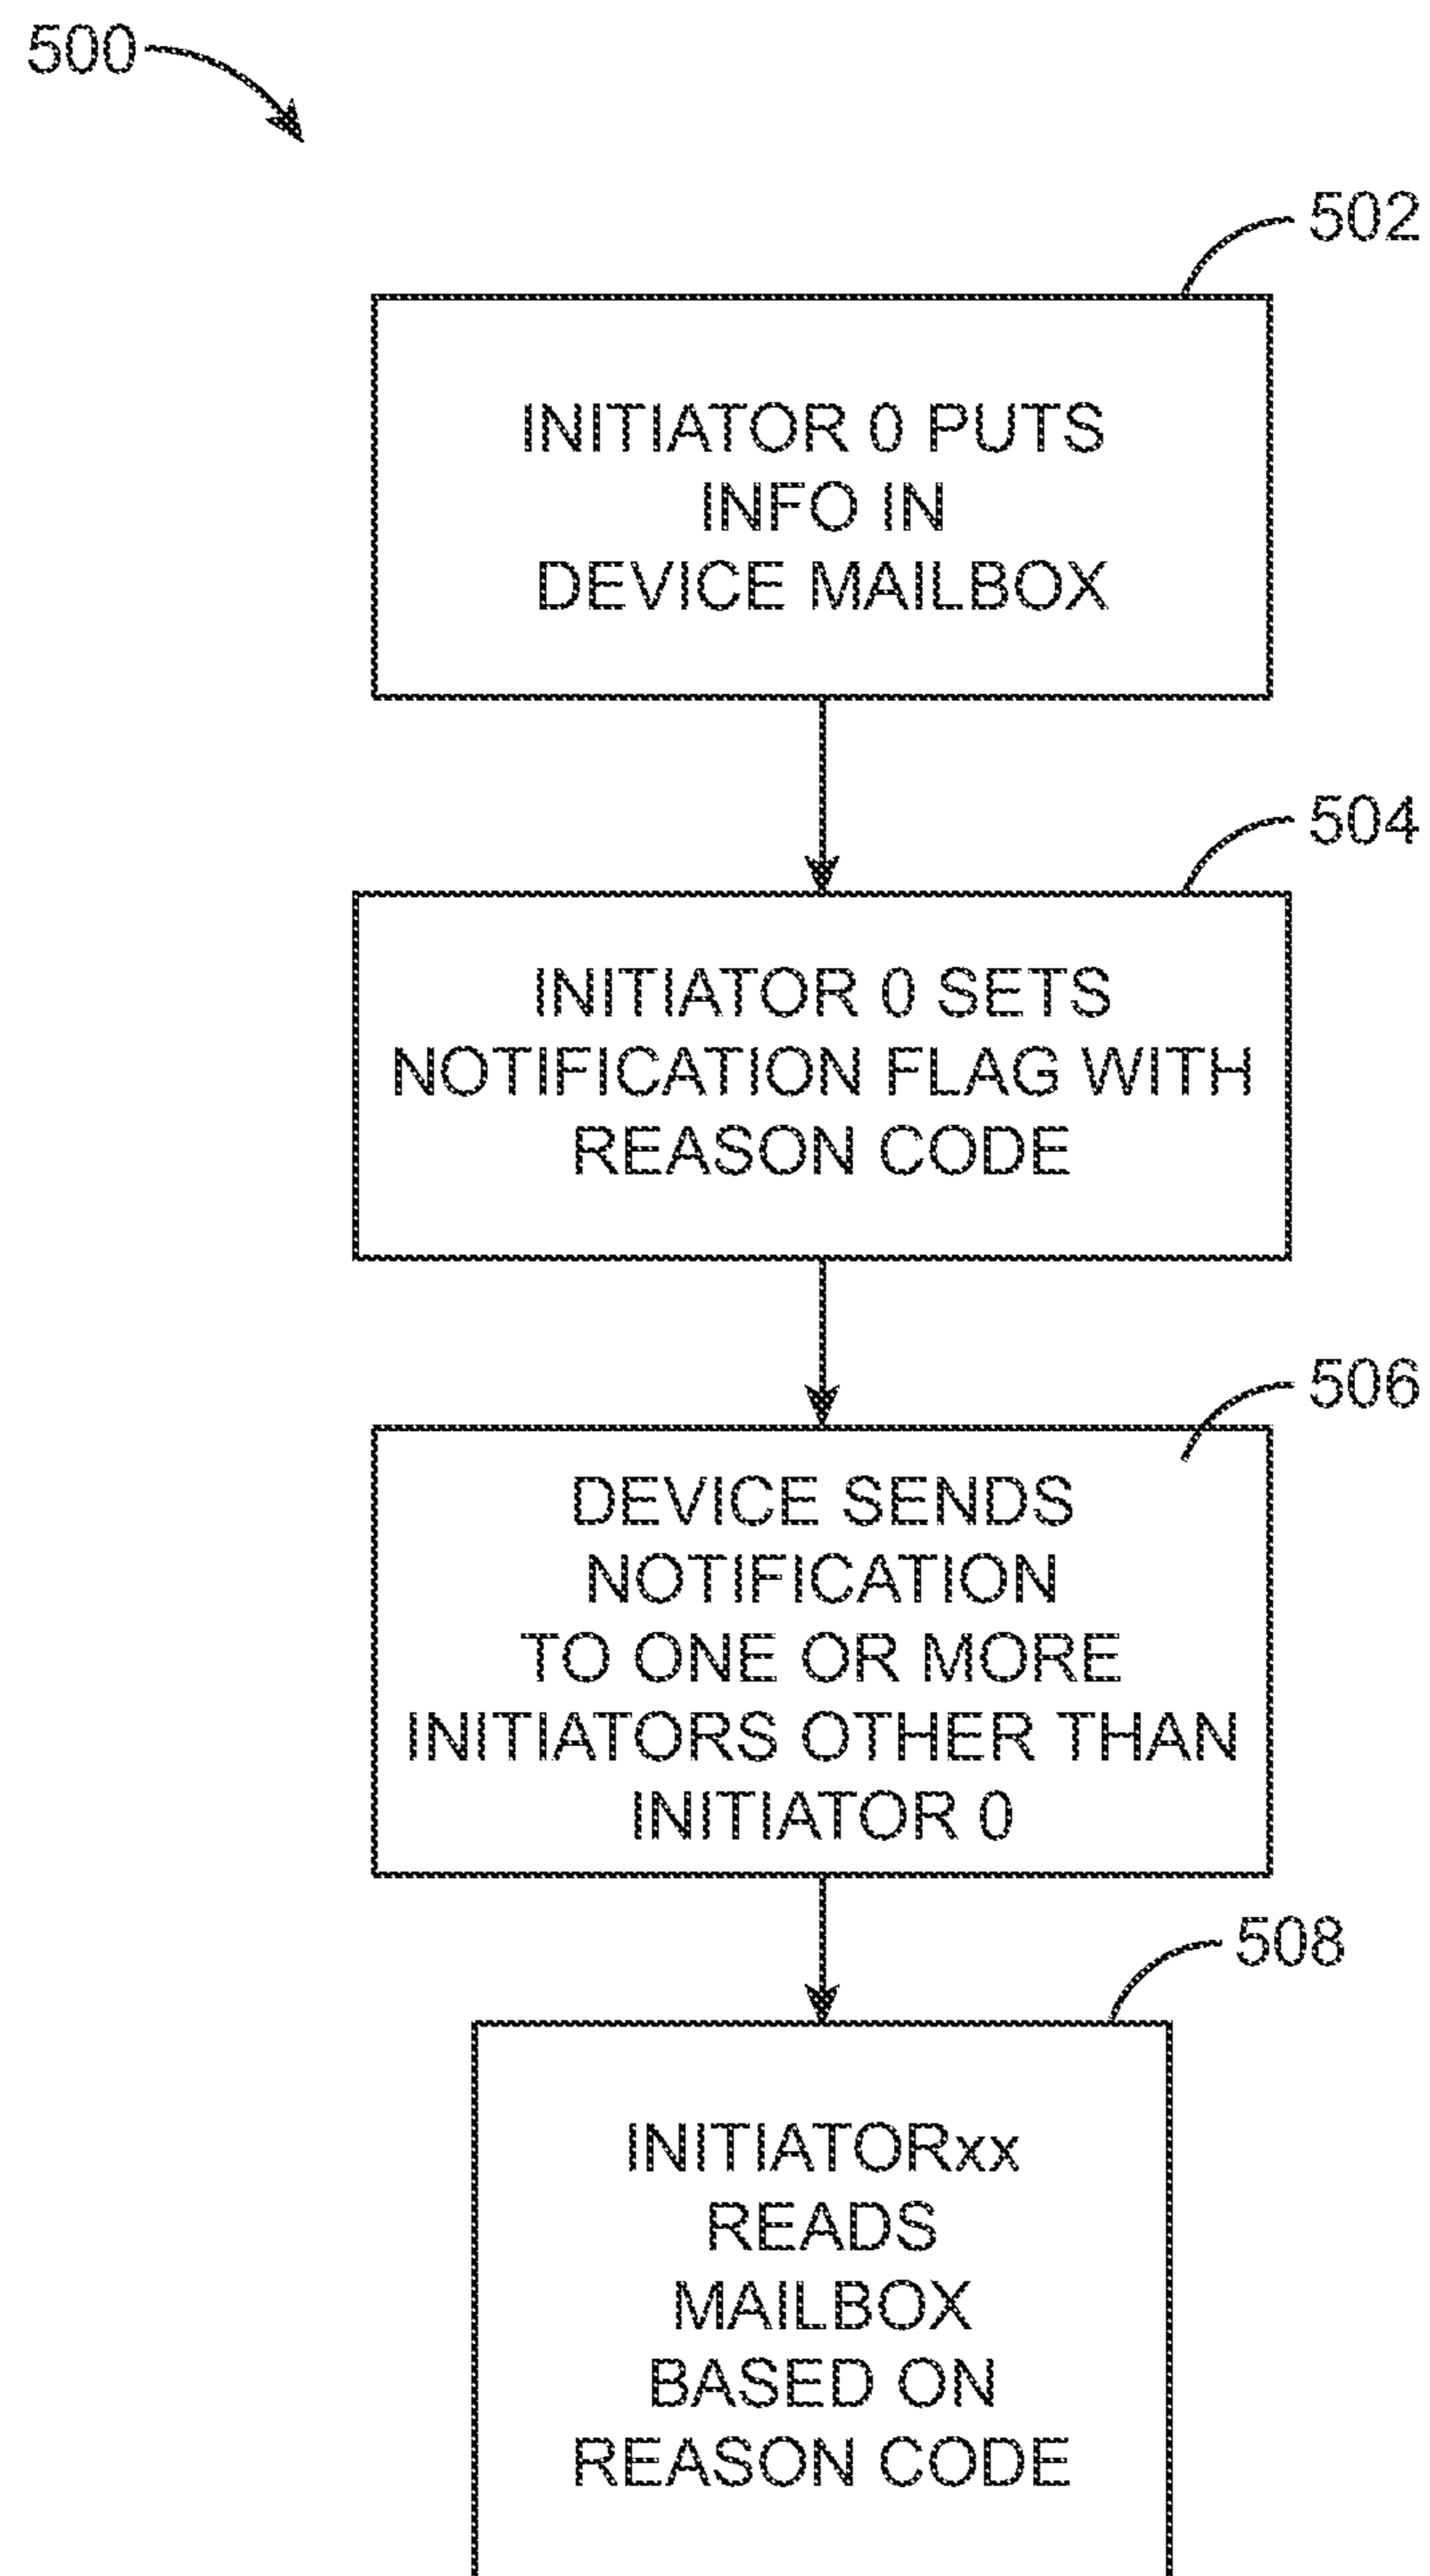 500
502
INITIATOR 0 PUTS
INFO IN
DEVICE MAILBOX
504
INITIATOR 0 SETS
NOTIFICATION FLAG WITH
REASON CODE
506
DEVICE SENDS
NOTIFICATION
TO ONE OR MORE
INITIATORS OTHER THAN
INITIATOR 0
508
INITIATORxx
READS
MAILBOX
BASED ON
REASON CODE